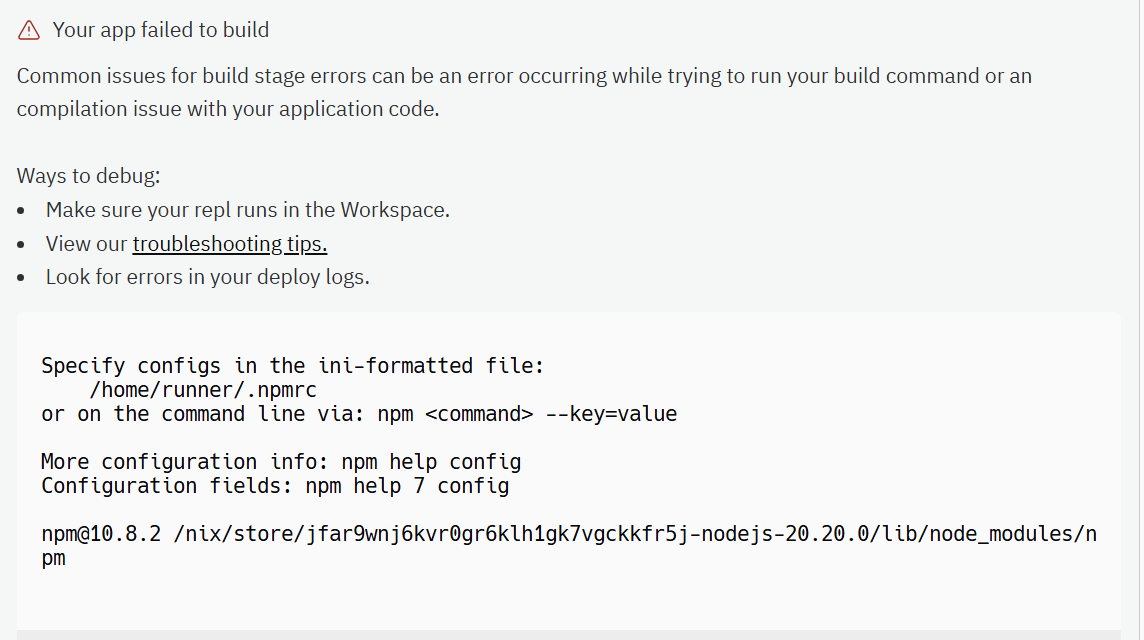 Your app failed to build
Common issues for build stage errors can be an error occurring while trying to run your build command or an
compilation issue with your application code.
Ways to debug:
• Make sure your repl runs in the Workspace.
• View our troubleshooting tips.
• Look for errors in your deploy logs.
Specify configs in the ini-formatted file:
    /home/runner/.npmrc
or on the command line via: npm <command> --key=value
More configuration info: npm help config
Configuration fields: npm help 7 config
npm@10.8.2 /nix/store/jfar9wnj6kvr0gr6klh1gk7vgckkfr5j-nodejs-20.20.0/lib/node_modules/n
pm